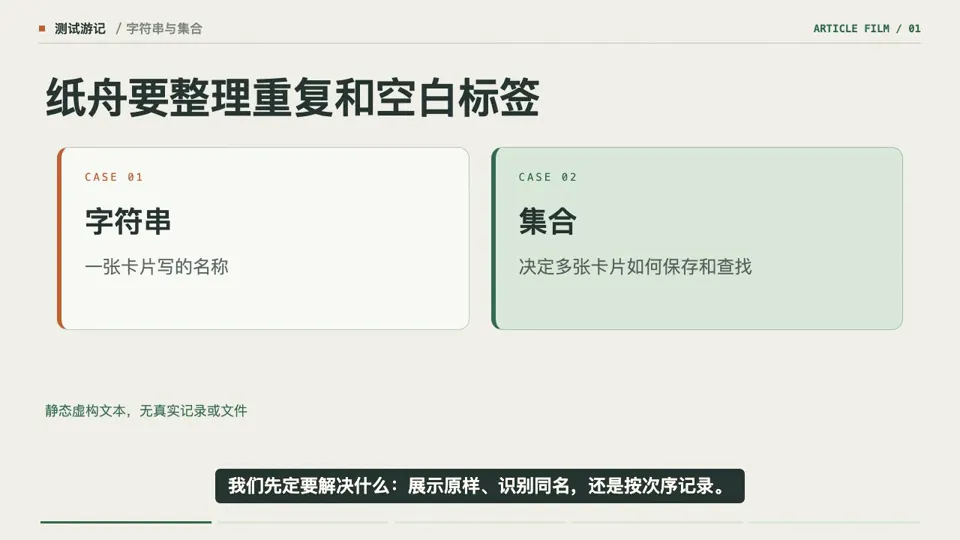 测试游记 / 字符串与集合
ARTICLE FILM / 01
纸舟要整理重复和空白标签
CASE 01
字符串
一张卡片写的名称
CASE 02
集合
决定多张卡片如何保存和查找
静态虚构文本，无真实记录或文件
我们先定要解决什么：展示原样、识别同名，还是按次序记录。